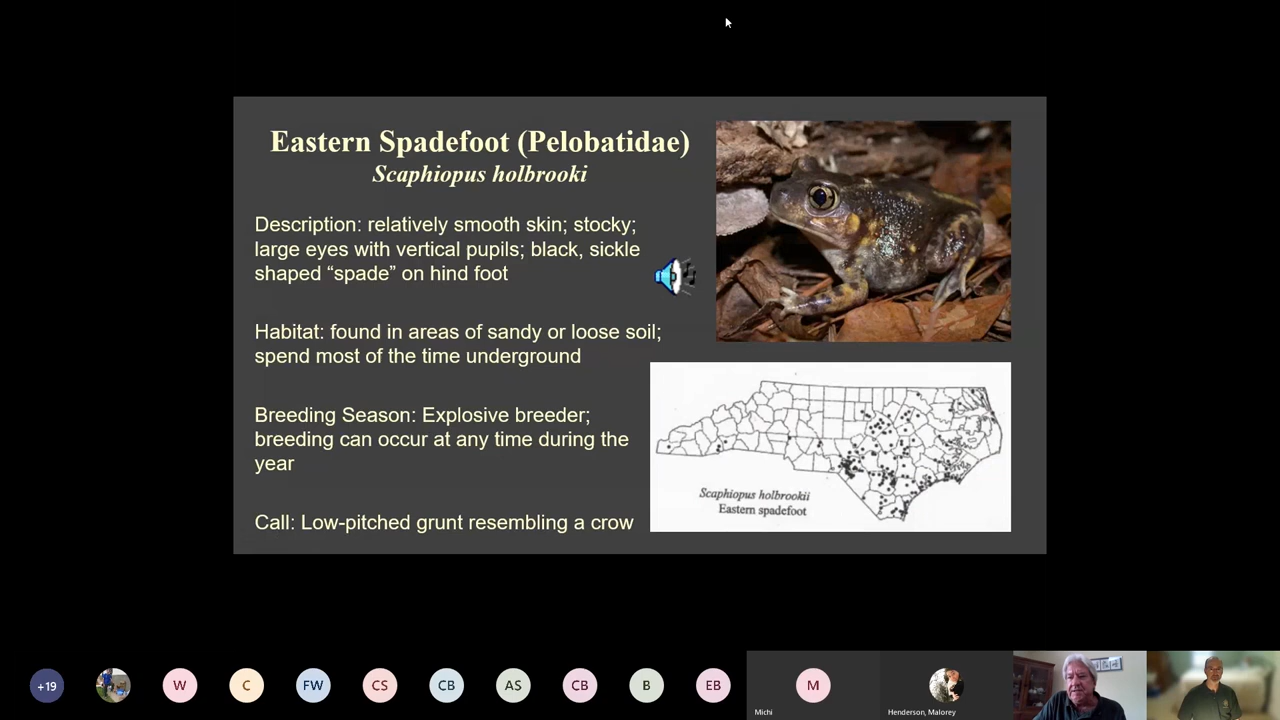 Eastern Spadefoot (Pelobatidae)
Scaphiopus holbrooki
Description: relatively smooth skin; stocky;
large eyes with vertical pupils; black, sickle
shaped “spade” on hind foot
Habitat: found in areas of sandy or loose soil;
spend most of the time underground
Breeding Season: Explosive breeder;
breeding can occur at any time during the
year
Call: Low-pitched grunt resembling a crow
Scaphiopus holbrookii
Eastern spadefoot
+19
W
C
FW
CS
CB
AS
CB
B
EB
M
Michi
Henderson, Malorey